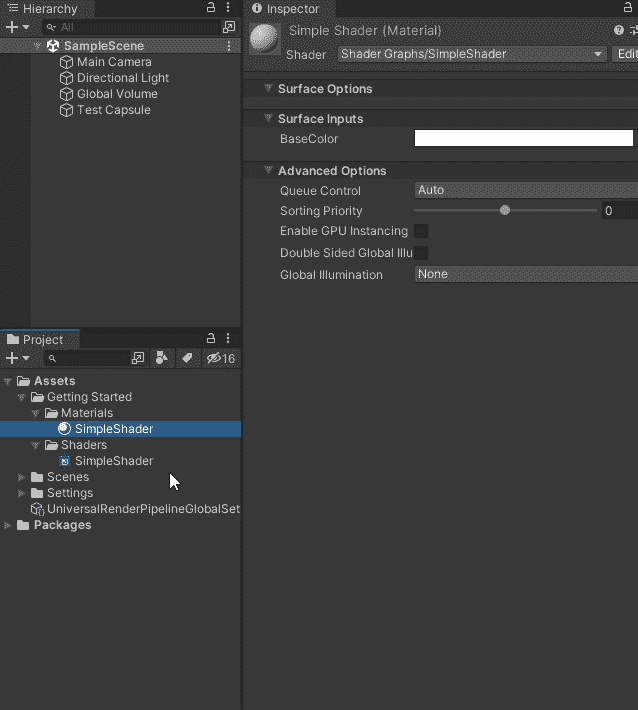 Hierarchy
All
SampleScene
Main Camera
Directional Light
Global Volume
Test Capsule
Project
16
Assets
Getting Started
Materials
SimpleShader
Shaders
SimpleShader
Scenes
Settings
UniversalRenderPipelineGlobalSet
Packages
Inspector
Simple Shader (Material)
Shader Shader Graphs/SimpleShader Edit
Surface Options
Surface Inputs
BaseColor
Advanced Options
Queue Control Auto
Sorting Priority 0
Enable GPU Instancing
Double Sided Global Illu
Global Illumination None